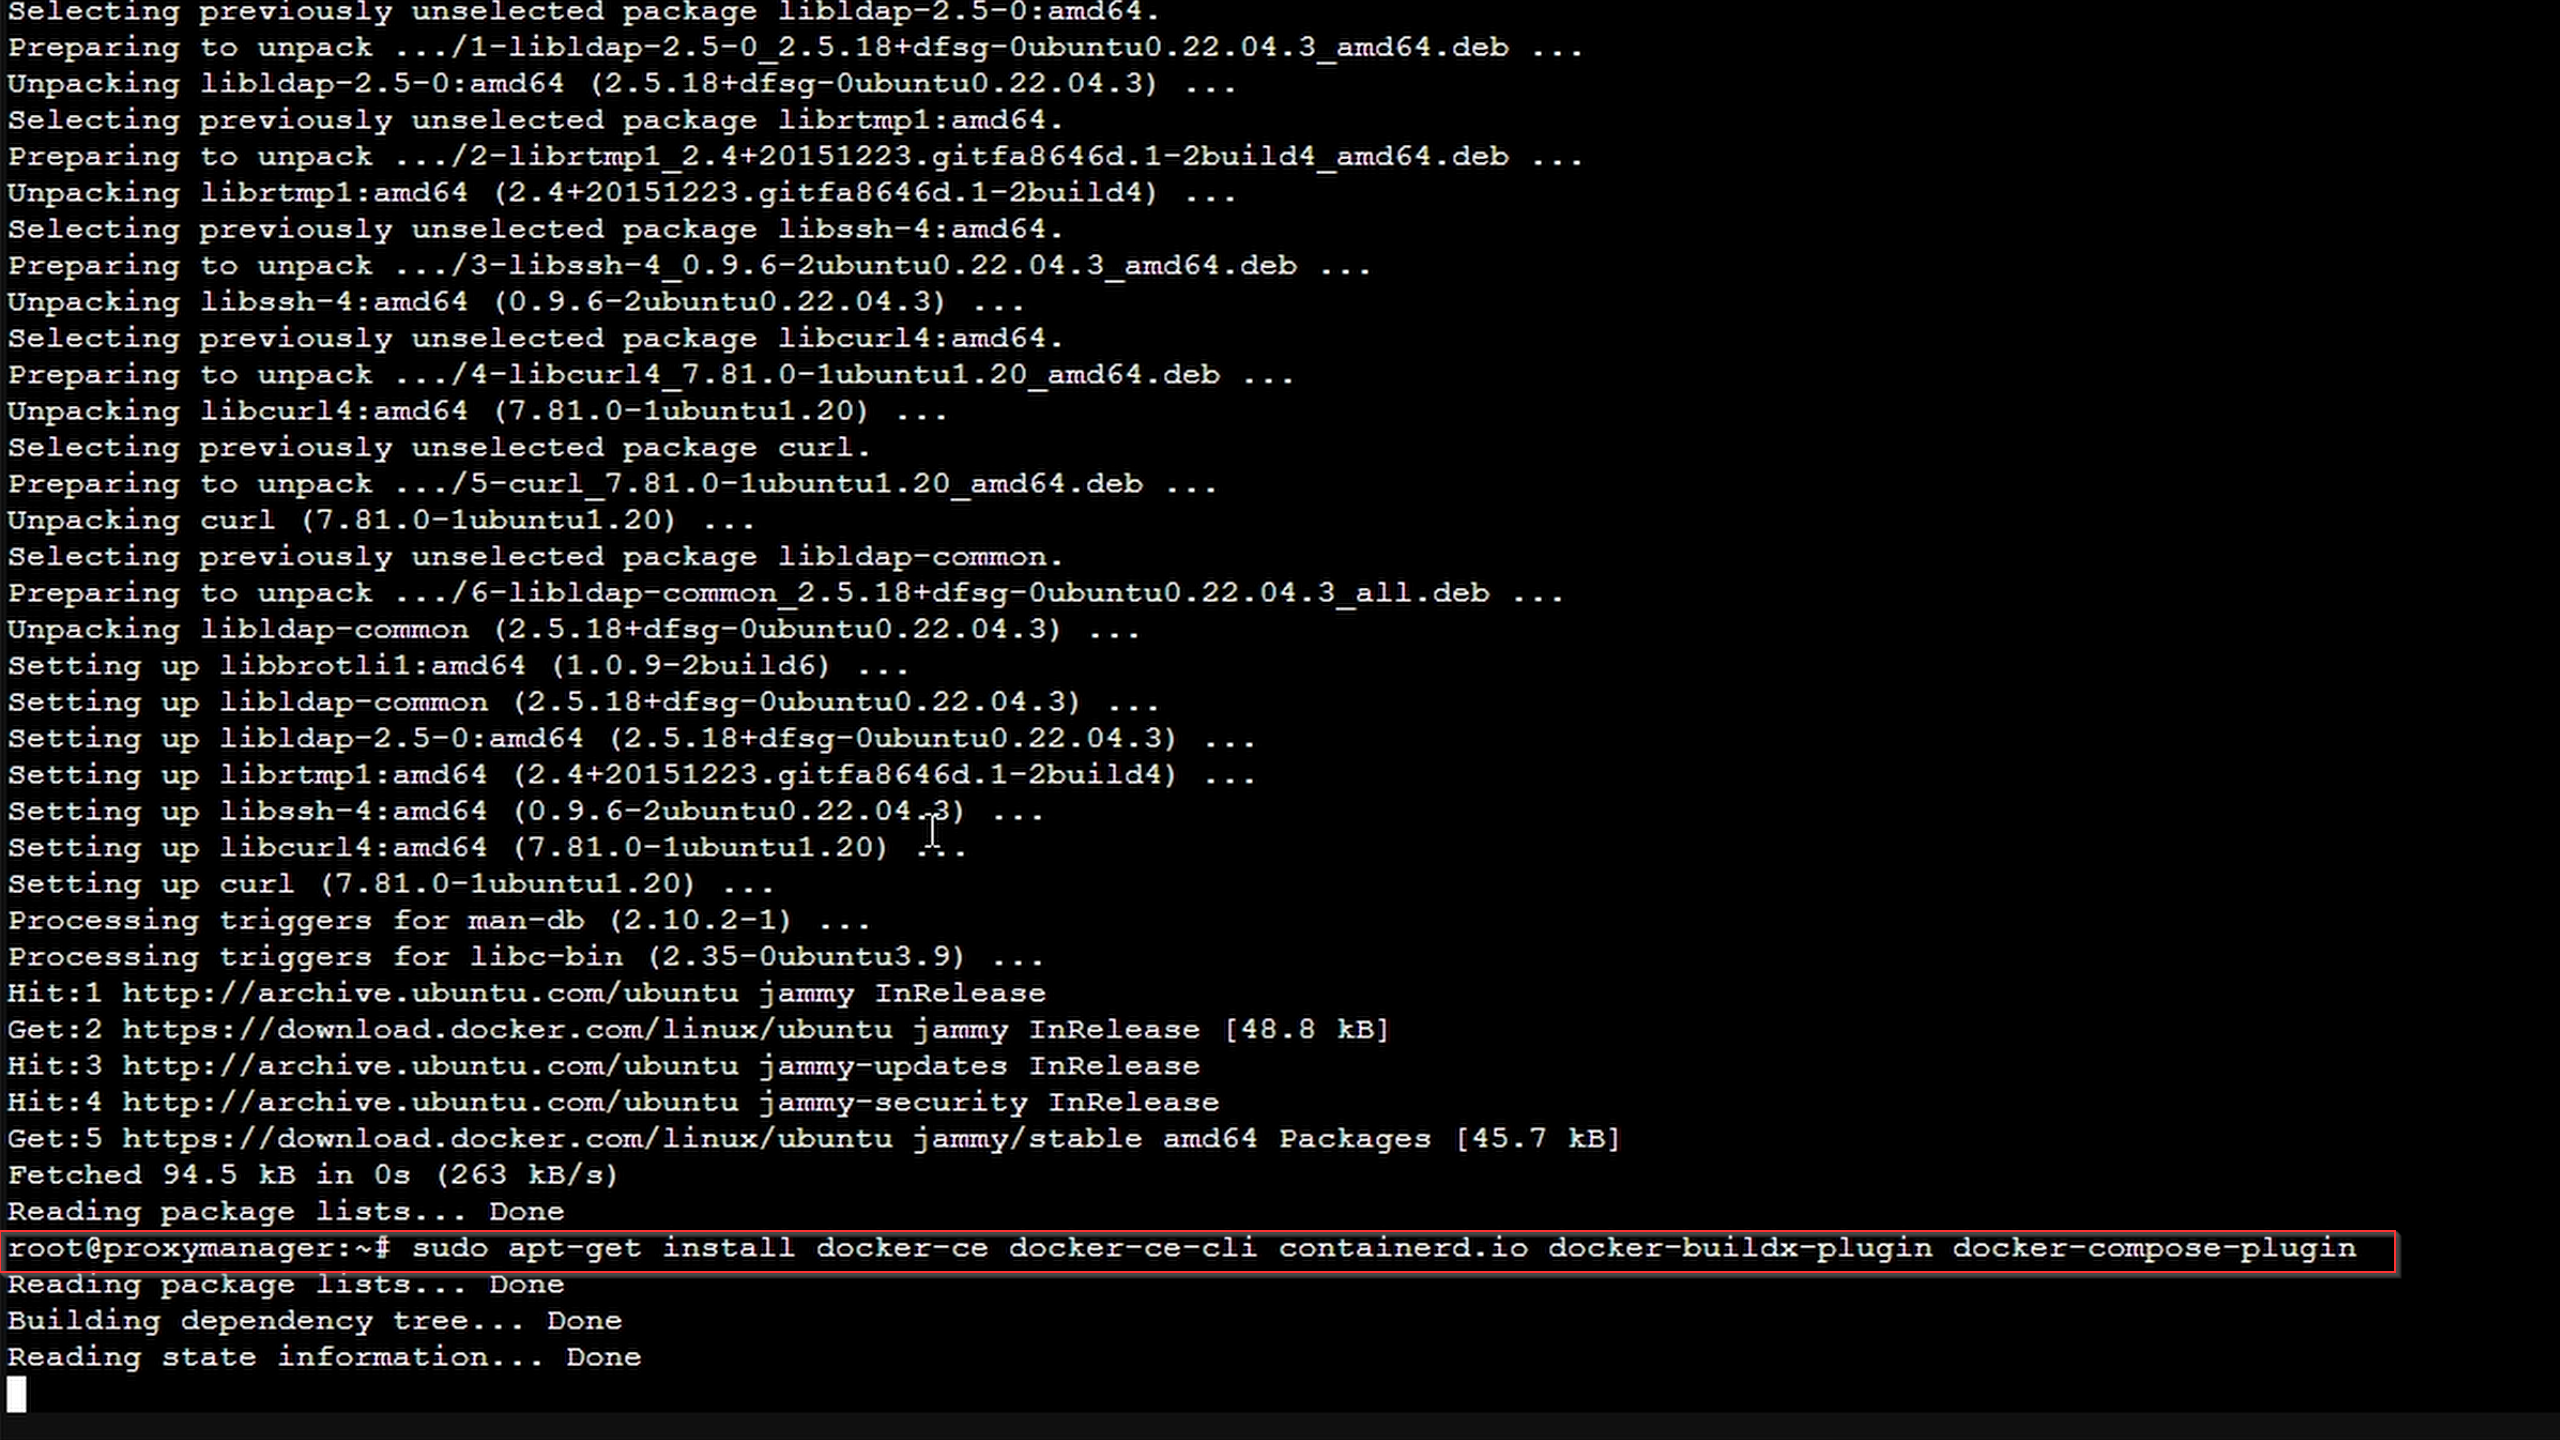 Selecting previously unselected package libldap-2.5-0:amd64.
Preparing to unpack .../1-libldap-2.5-0_2.5.18+dfsg-0ubuntu0.22.04.3_amd64.deb ...
Unpacking libldap-2.5-0:amd64 (2.5.18+dfsg-0ubuntu0.22.04.3) ...
Selecting previously unselected package librtmp1:amd64.
Preparing to unpack .../2-librtmp1_2.4+20151223.gitfa8646d.1-2build4_amd64.deb ...
Unpacking librtmp1:amd64 (2.4+20151223.gitfa8646d.1-2build4) ...
Selecting previously unselected package libssh-4:amd64.
Preparing to unpack .../3-libssh-4_0.9.6-2ubuntu0.22.04.3_amd64.deb ...
Unpacking libssh-4:amd64 (0.9.6-2ubuntu0.22.04.3) ...
Selecting previously unselected package libcurl4:amd64.
Preparing to unpack .../4-libcurl4_7.81.0-1ubuntu1.20_amd64.deb ...
Unpacking libcurl4:amd64 (7.81.0-1ubuntu1.20) ...
Selecting previously unselected package curl.
Preparing to unpack .../5-curl_7.81.0-1ubuntu1.20_amd64.deb ...
Unpacking curl (7.81.0-1ubuntu1.20) ...
Selecting previously unselected package libldap-common.
Preparing to unpack .../6-libldap-common_2.5.18+dfsg-0ubuntu0.22.04.3_all.deb ...
Unpacking libldap-common (2.5.18+dfsg-0ubuntu0.22.04.3) ...
Setting up libbrotli1:amd64 (1.0.9-2build6) ...
Setting up libldap-common (2.5.18+dfsg-0ubuntu0.22.04.3) ...
Setting up libldap-2.5-0:amd64 (2.5.18+dfsg-0ubuntu0.22.04.3) ...
Setting up librtmp1:amd64 (2.4+20151223.gitfa8646d.1-2build4) ...
Setting up libssh-4:amd64 (0.9.6-2ubuntu0.22.04.3) ...
Setting up libcurl4:amd64 (7.81.0-1ubuntu1.20) ...
Setting up curl (7.81.0-1ubuntu1.20) ...
Processing triggers for man-db (2.10.2-1) ...
Processing triggers for libc-bin (2.35-0ubuntu3.9) ...
Hit:1 http://archive.ubuntu.com/ubuntu jammy InRelease
Get:2 https://download.docker.com/linux/ubuntu jammy InRelease [48.8 kB]
Hit:3 http://archive.ubuntu.com/ubuntu jammy-updates InRelease
Hit:4 http://archive.ubuntu.com/ubuntu jammy-security InRelease
Get:5 https://download.docker.com/linux/ubuntu jammy/stable amd64 Packages [45.7 kB]
Fetched 94.5 kB in 0s (263 kB/s)
Reading package lists... Done
root@proxymanager:~# sudo apt-get install docker-ce docker-ce-cli containerd.io docker-buildx-plugin docker-compose-plugin
Reading package lists... Done
Building dependency tree... Done
Reading state information... Done